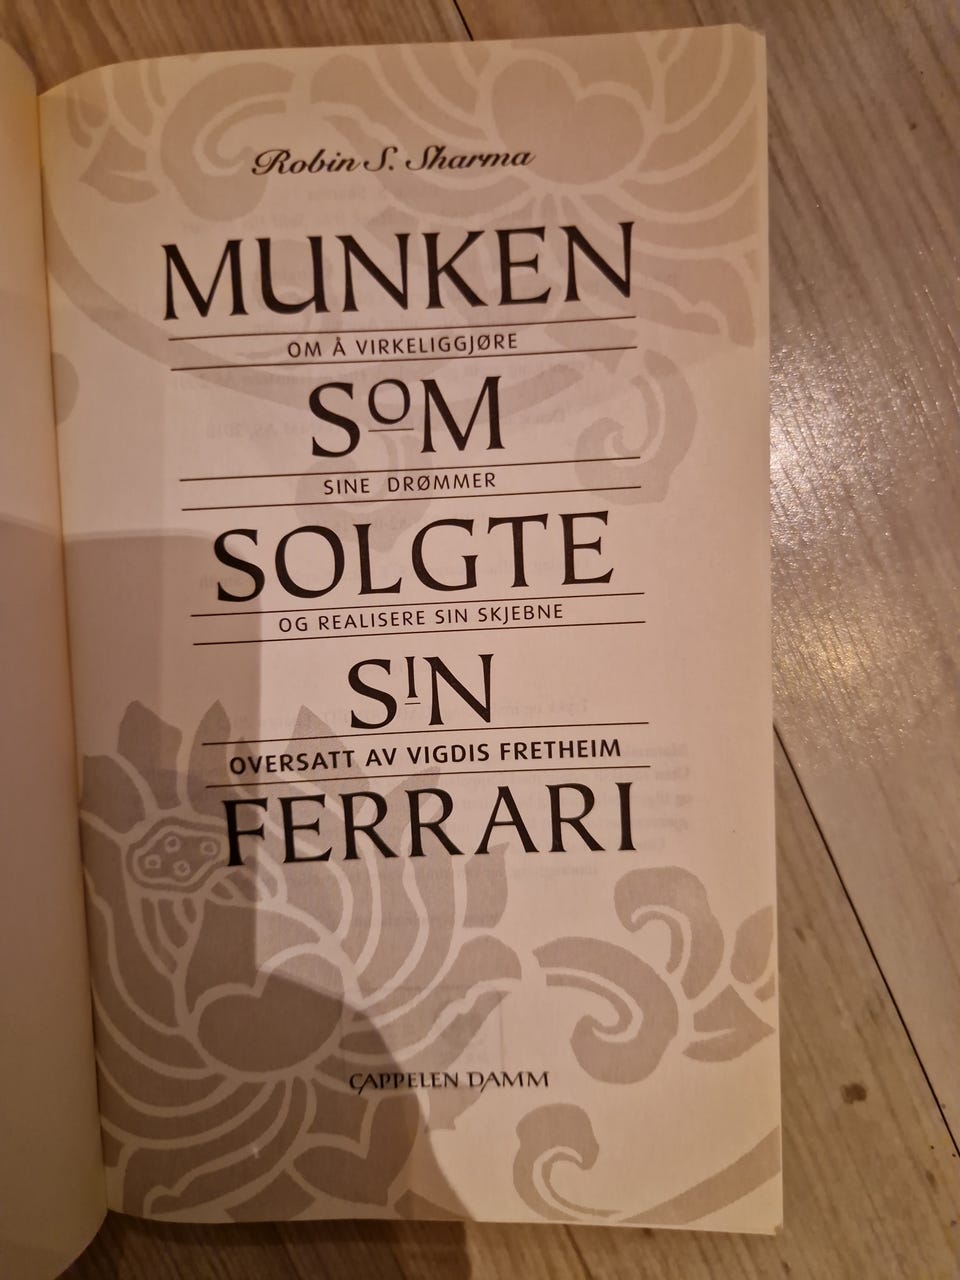 Robin S. Sharma
MUNKEN
OM Å VIRKELIGGJØRE
SOM
SINE DRØMMER
SOLGTE
OG REALISERE SIN SKJEBNE
SIN
OVERSATT AV VIGDIS FRETHEIM
FERRARI
CAPPELEN DAMM